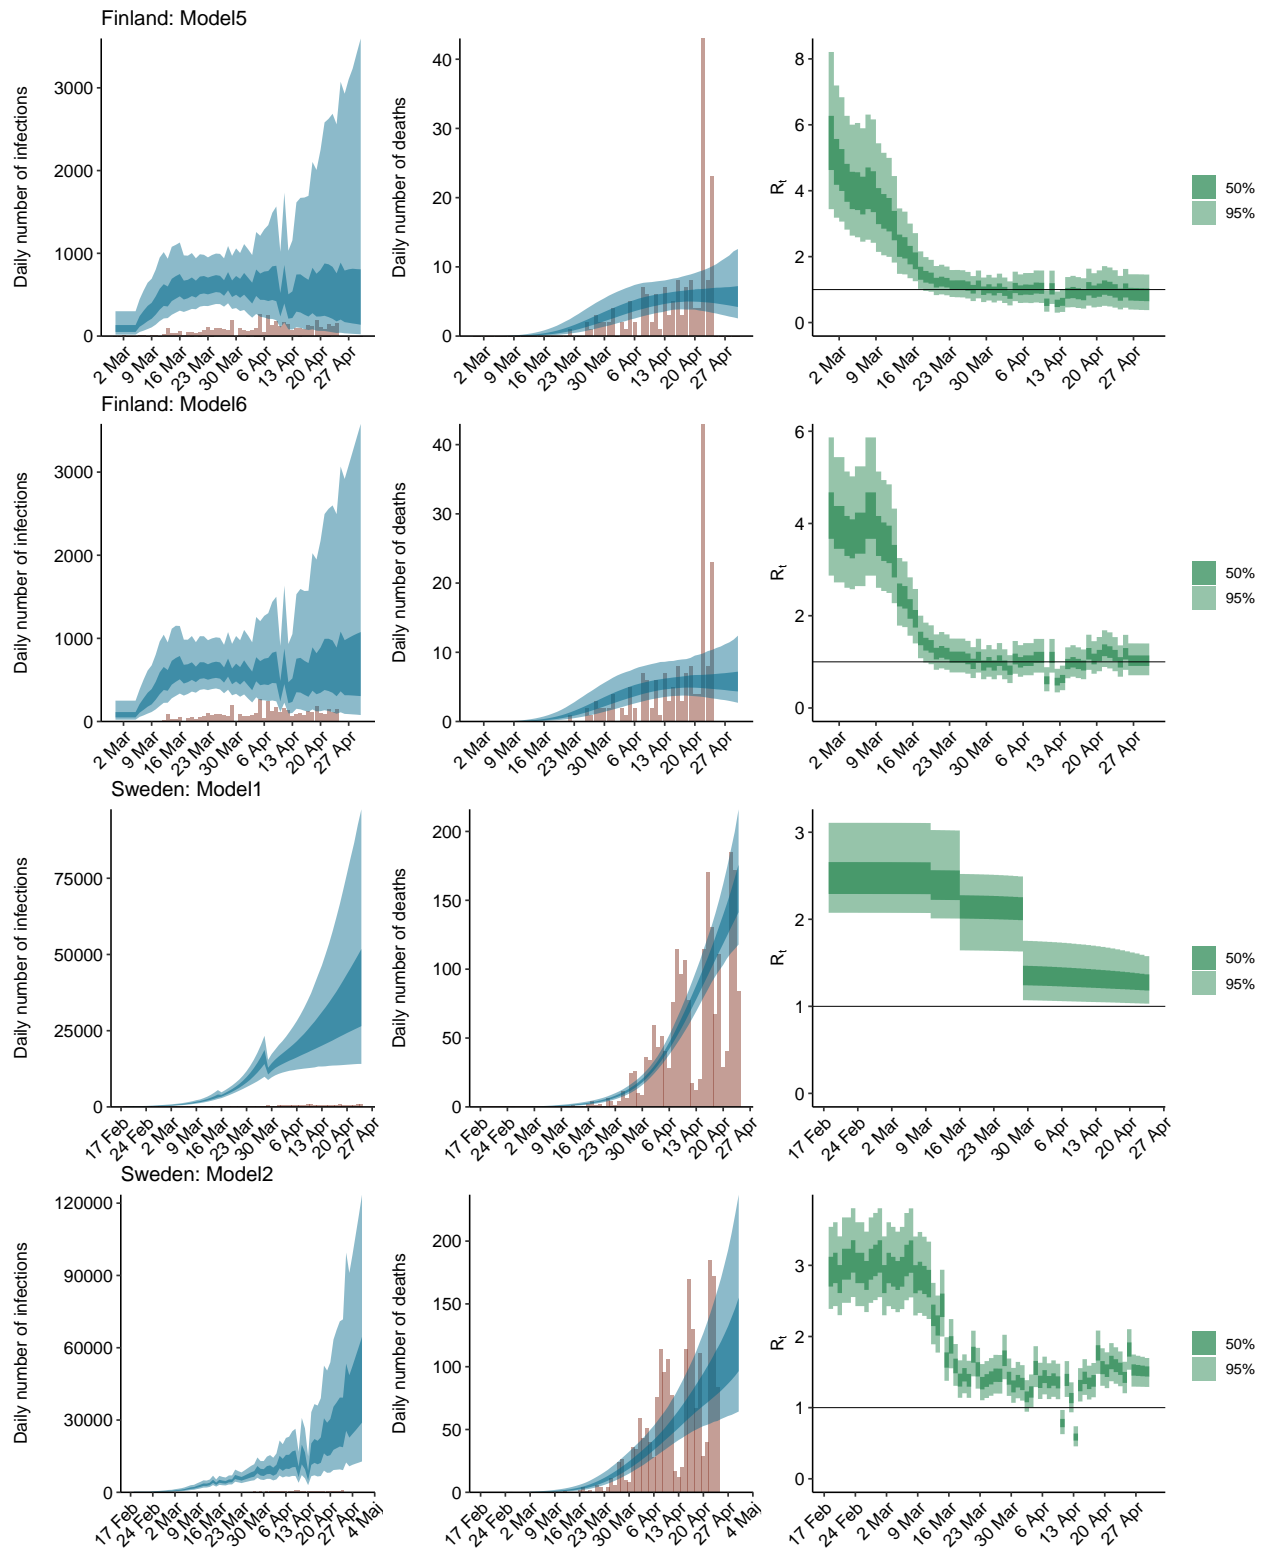 Finland: Model5
Daily number of infections
0
1000
2000
3000
2 Mar
9 Mar
16 Mar
23 Mar
30 Mar
6 Apr
13 Apr
20 Apr
27 Apr
Daily number of deaths
0
10
20
30
40
2 Mar
9 Mar
16 Mar
23 Mar
30 Mar
6 Apr
13 Apr
20 Apr
27 Apr
Rt
0
2
4
6
8
2 Mar
9 Mar
16 Mar
23 Mar
30 Mar
6 Apr
13 Apr
20 Apr
27 Apr
50%
95%
Finland: Model6
Daily number of infections
0
1000
2000
3000
2 Mar
9 Mar
16 Mar
23 Mar
30 Mar
6 Apr
13 Apr
20 Apr
27 Apr
Daily number of deaths
0
10
20
30
40
2 Mar
9 Mar
16 Mar
23 Mar
30 Mar
6 Apr
13 Apr
20 Apr
27 Apr
Rt
0
2
4
6
2 Mar
9 Mar
16 Mar
23 Mar
30 Mar
6 Apr
13 Apr
20 Apr
27 Apr
50%
95%
Sweden: Model1
Daily number of infections
0
25000
50000
75000
17 Feb
24 Feb
2 Mar
9 Mar
16 Mar
23 Mar
30 Mar
6 Apr
13 Apr
20 Apr
27 Apr
Daily number of deaths
0
50
100
150
200
17 Feb
24 Feb
2 Mar
9 Mar
16 Mar
23 Mar
30 Mar
6 Apr
13 Apr
20 Apr
27 Apr
Rt
0
1
2
3
17 Feb
24 Feb
2 Mar
9 Mar
16 Mar
23 Mar
30 Mar
6 Apr
13 Apr
20 Apr
27 Apr
50%
95%
Sweden: Model2
Daily number of infections
0
30000
60000
90000
120000
17 Feb
24 Feb
2 Mar
9 Mar
16 Mar
23 Mar
30 Mar
6 Apr
13 Apr
20 Apr
27 Apr
4 Maj
Daily number of deaths
0
50
100
150
200
17 Feb
24 Feb
2 Mar
9 Mar
16 Mar
23 Mar
30 Mar
6 Apr
13 Apr
20 Apr
27 Apr
4 Maj
Rt
0
1
2
3
17 Feb
24 Feb
2 Mar
9 Mar
16 Mar
23 Mar
30 Mar
6 Apr
13 Apr
20 Apr
27 Apr
50%
95%